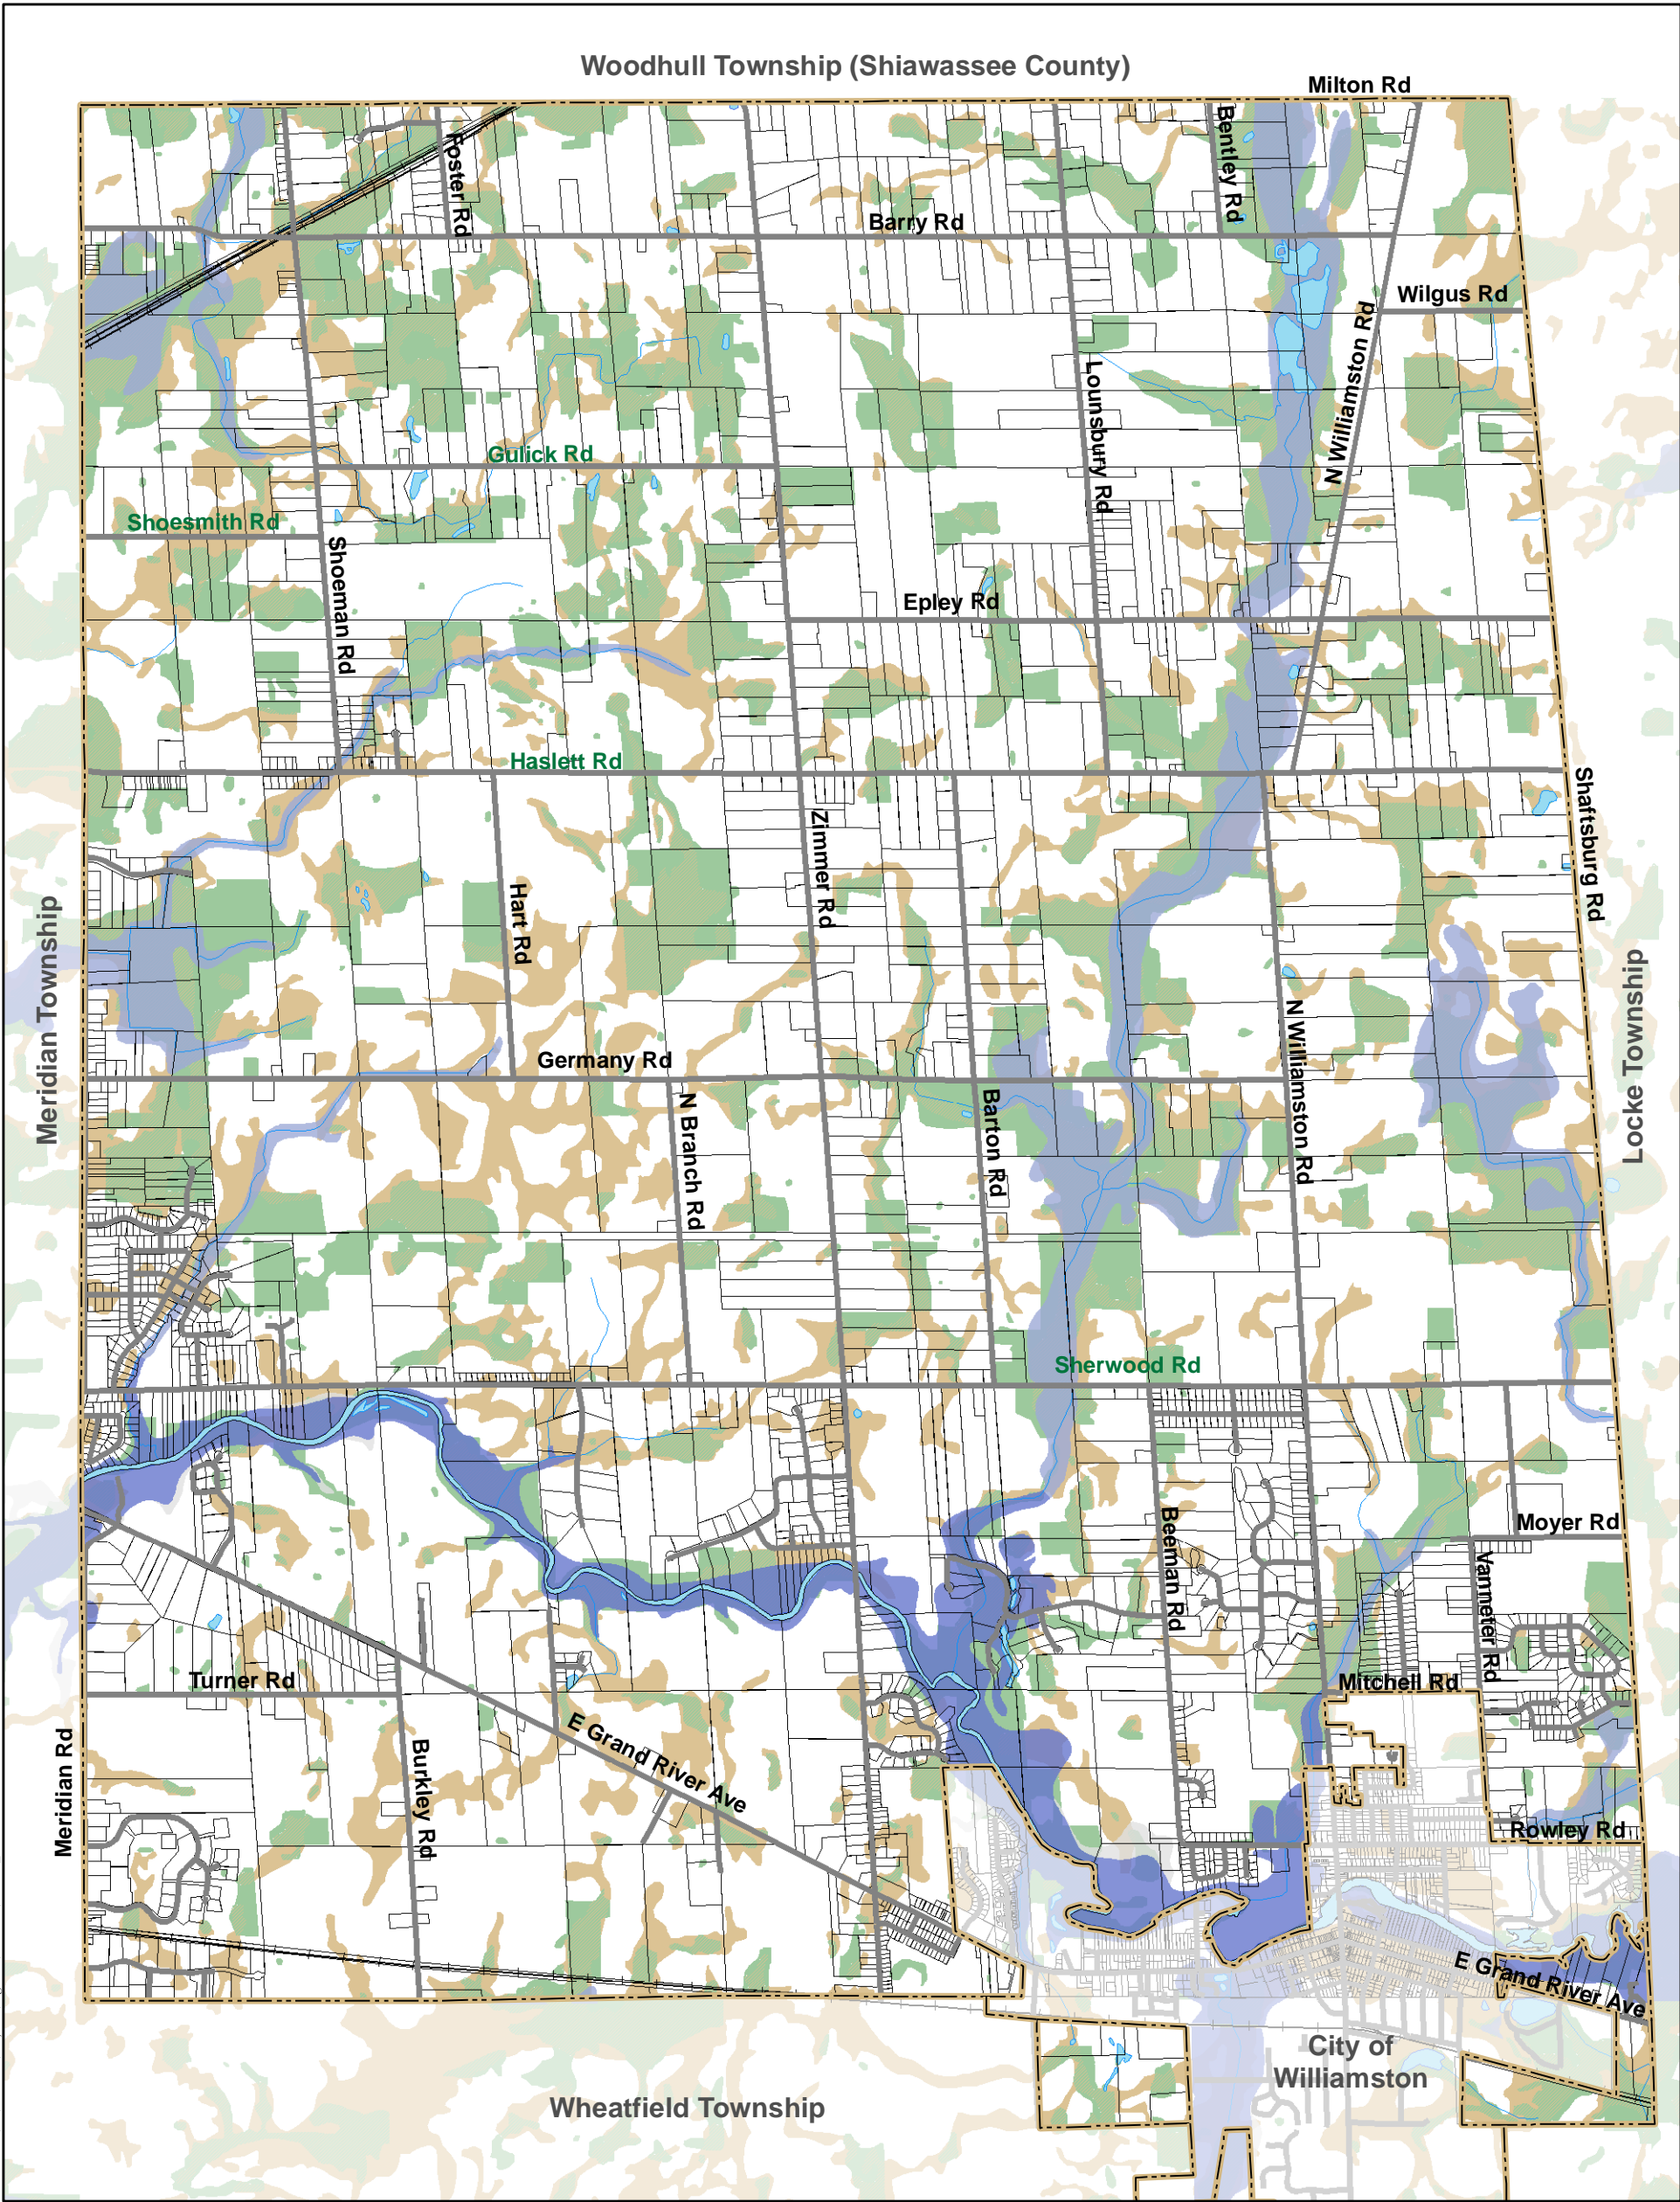 Woodhull Township (Shiawassee County)
Milton Rd
Foster Rd
Bentley Rd
Barry Rd
Wilgus Rd
N Williamston Rd
Lounsbury Rd
Gulick Rd
Shoesmith Rd
Shoeman Rd
Epley Rd
Haslett Rd
Shaftsburg Rd
Zimmer Rd
Hart Rd
Meridian Township
Locke Township
N Williamston Rd
Germany Rd
N Branch Rd
Barton Rd
Sherwood Rd
Beeman Rd
Moyer Rd
Vanmeter Rd
Turner Rd
Mitchell Rd
Meridian Rd
Burkley Rd
E Grand River Ave
Rowley Rd
E Grand River Ave
City of
Williamston
Wheatfield Township